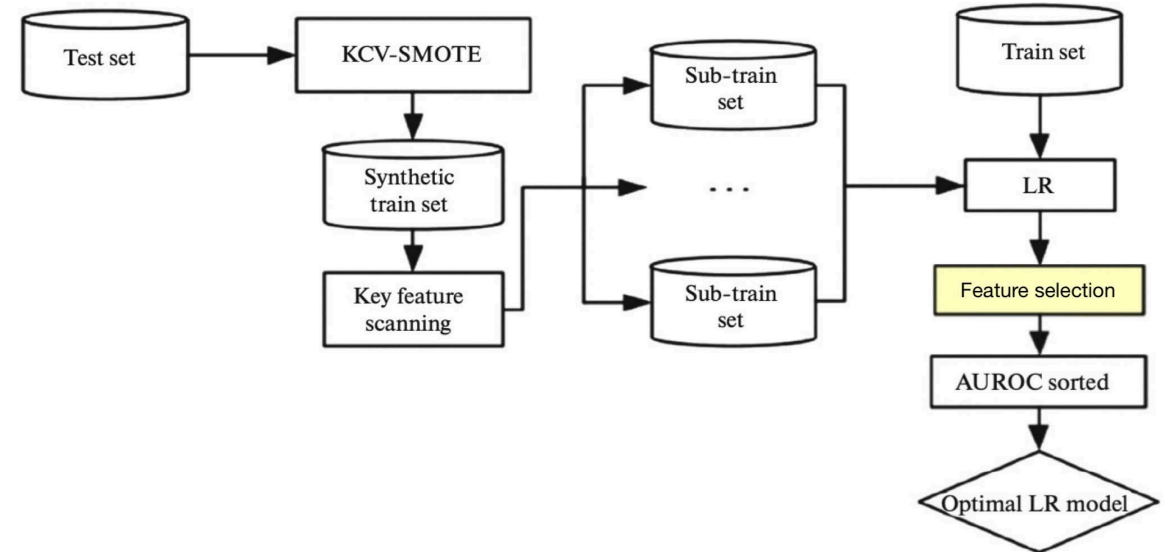 Test set
KCV-SMOTE
Synthetic
train set
Key feature
scanning
Sub-train
set
...
Sub-train
set
Train set
LR
Feature selection
AUROC sorted
Optimal LR model